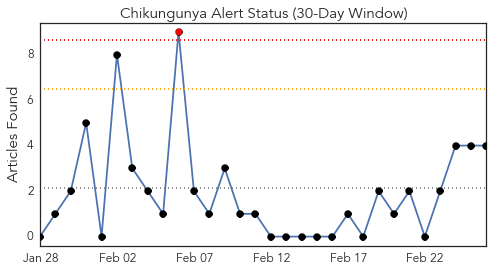 Chikungunya Alert Status (30-Day Window)
Articles Found
8
6
4
2
0
Jan 28
Feb 02
Feb 07
Feb 12
Feb 17
Feb 22